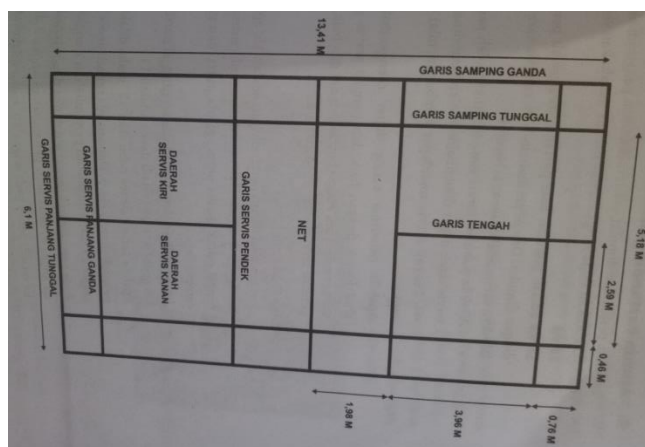 13,41 M
GARIS SAMPING GANDA
GARIS SAMPING TUNGGAL
GARIS TENGAH
5,18 M
2,59 M
0,46 M
0,76 M
3,96 M
1,98 M
NET
GARIS SERVIS PENDEK
DAERAH
SERVIS KIRI
DAERAH
SERVIS KANAN
GARIS SERVIS PANJANG GANDA
GARIS SERVIS PANJANG TUNGGAL
6,1 M